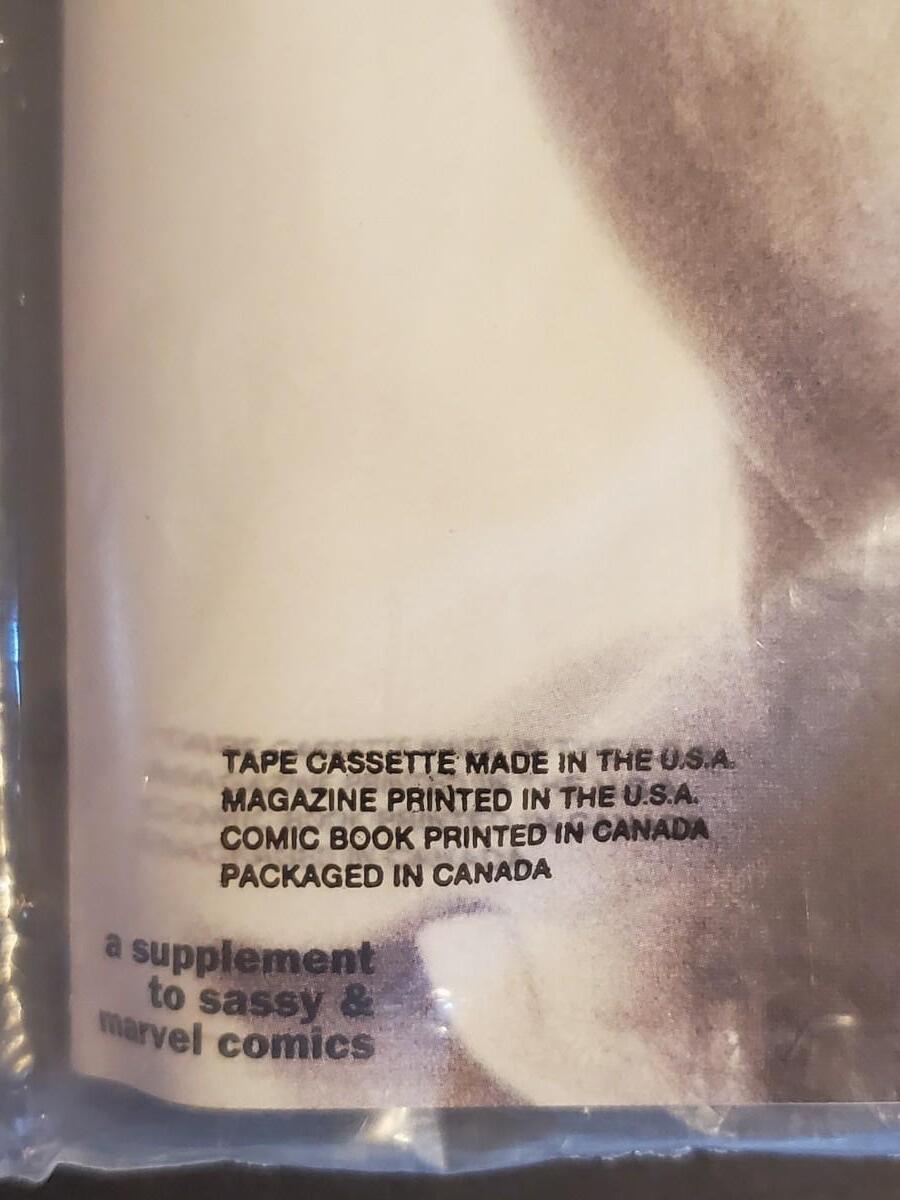 TAPE CASSETTE MADE IN THE U.S.A.
MAGAZINE PRINTED IN THE U.S.A.
COMIC BOOK PRINTED IN CANADA
PACKAGED IN CANADA
a supplement
to sassy &
marvel comics